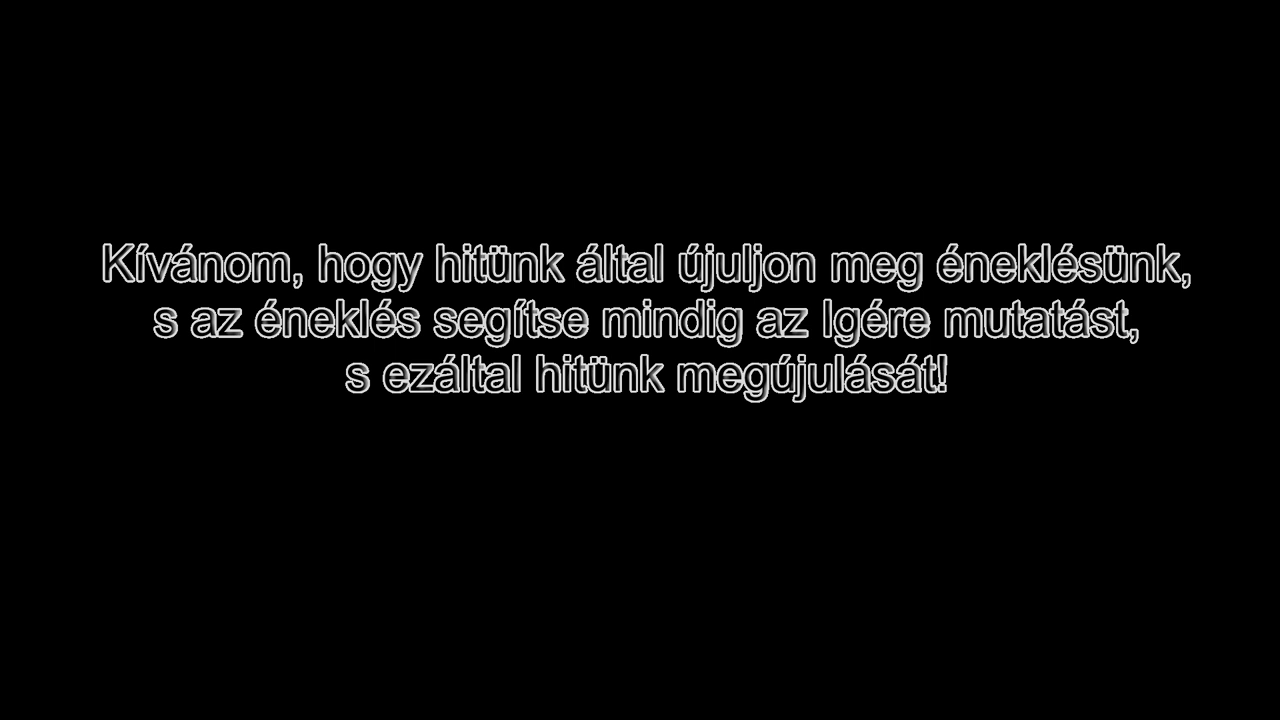 Kívánom, hogy hitünk által újuljon meg éneklésünk,
s az éneklés segítse mindig az Igére mutatást,
s ezáltal hitünk megújulását!